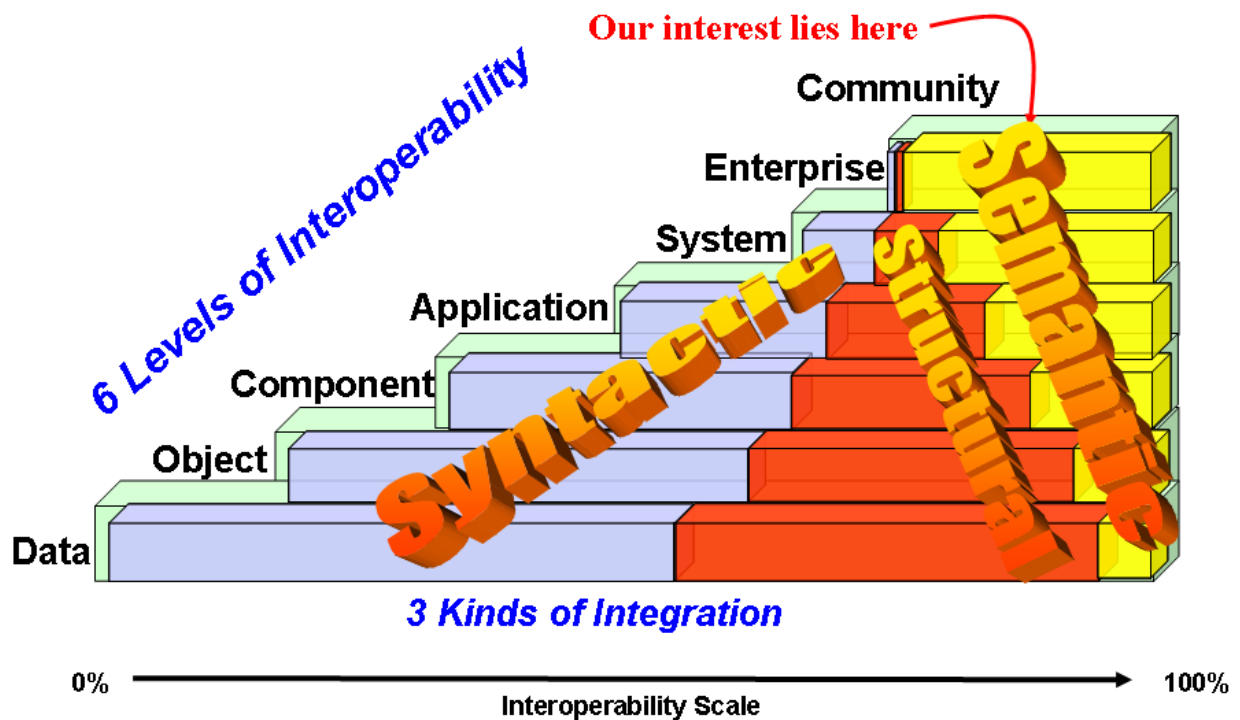 Our interest lies here
6 Levels of Interoperability
Community
Enterprise
System
Application
Component
Object
Data
Syntactic
Structural
Semantic
3 Kinds of Integration
0%
100%
Interoperability Scale